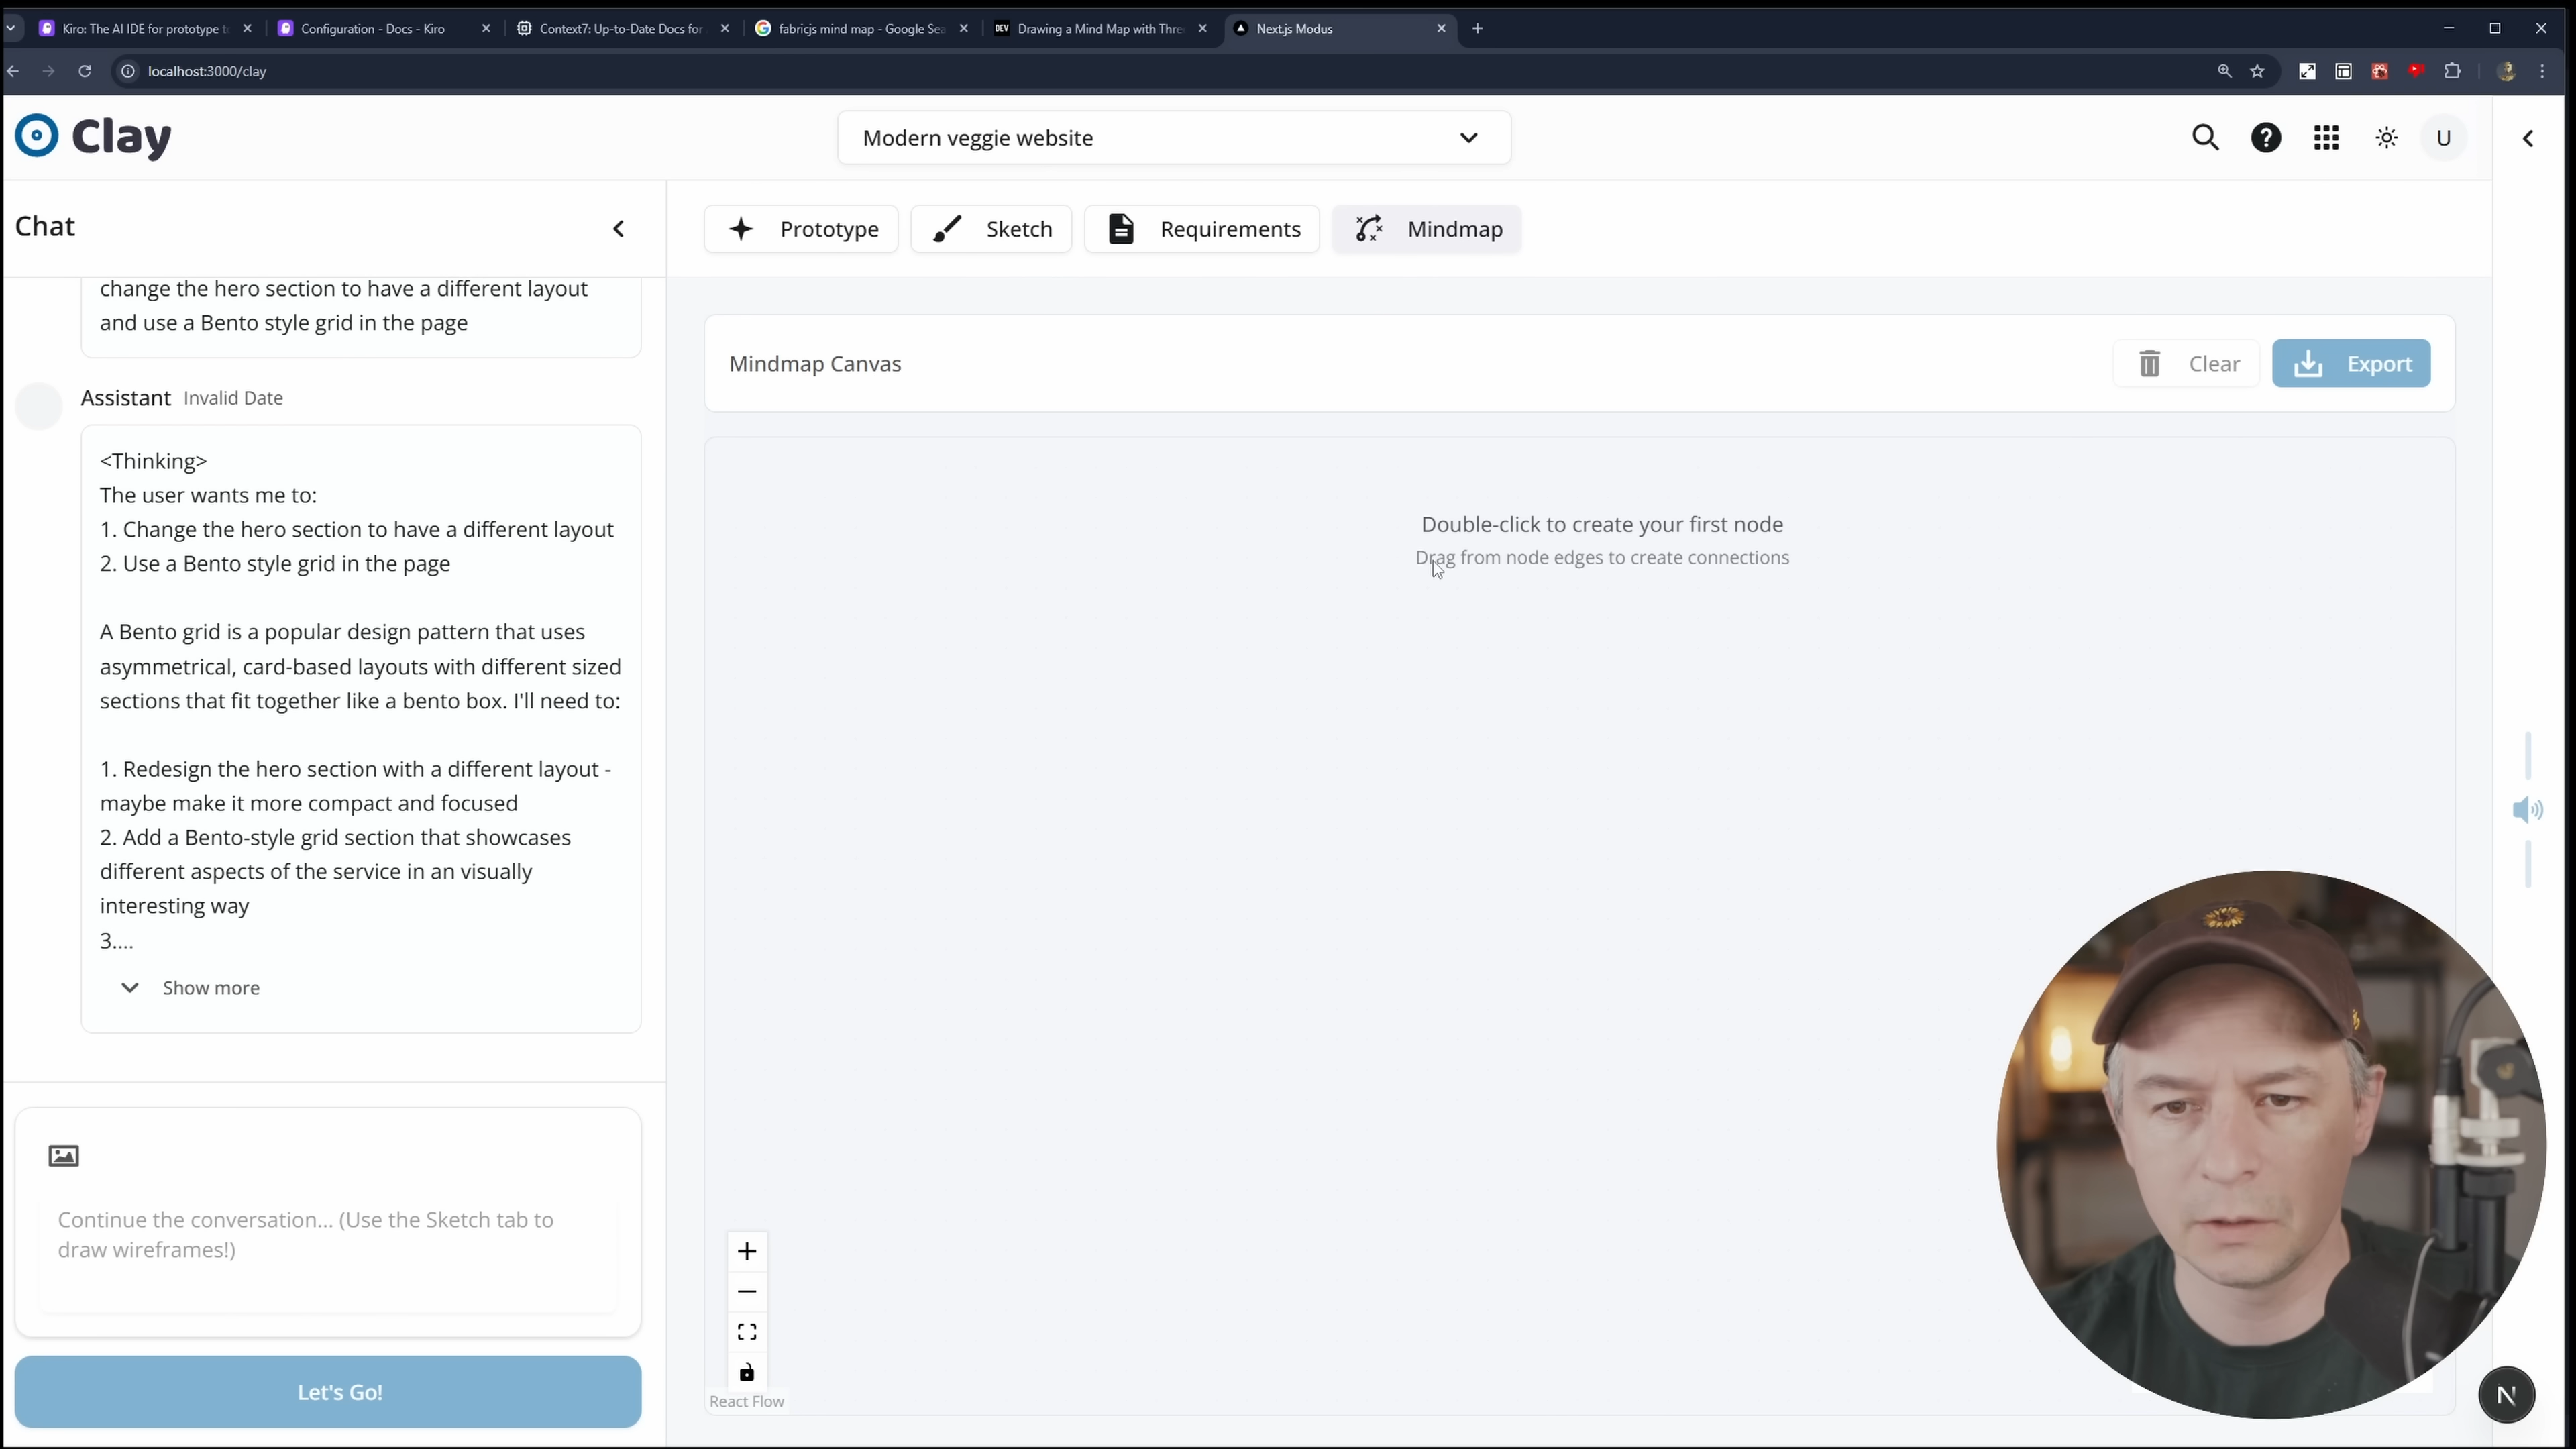 Kiro: The AI IDE for prototype to
Configuration - Docs - Kiro
Context7: Up-to-Date Docs for
fabricjs mind map - Google Sea
DEV
Drawing a Mind Map with Thre
Next.js Modus
localhost:3000/clay
Clay
Modern veggie website
U
Chat
Prototype
Sketch
Requirements
Mindmap
change the hero section to have a different layout
and use a Bento style grid in the page
Assistant Invalid Date
<Thinking>
The user wants me to:
1. Change the hero section to have a different layout
2. Use a Bento style grid in the page
A Bento grid is a popular design pattern that uses
asymmetrical, card-based layouts with different sized
sections that fit together like a bento box. I'll need to:
1. Redesign the hero section with a different layout -
maybe make it more compact and focused
2. Add a Bento-style grid section that showcases
different aspects of the service in an visually
interesting way
3....
Show more
Continue the conversation... (Use the Sketch tab to
draw wireframes!)
Let's Go!
Mindmap Canvas
Clear
Export
Double-click to create your first node
Drag from node edges to create connections
React Flow
N